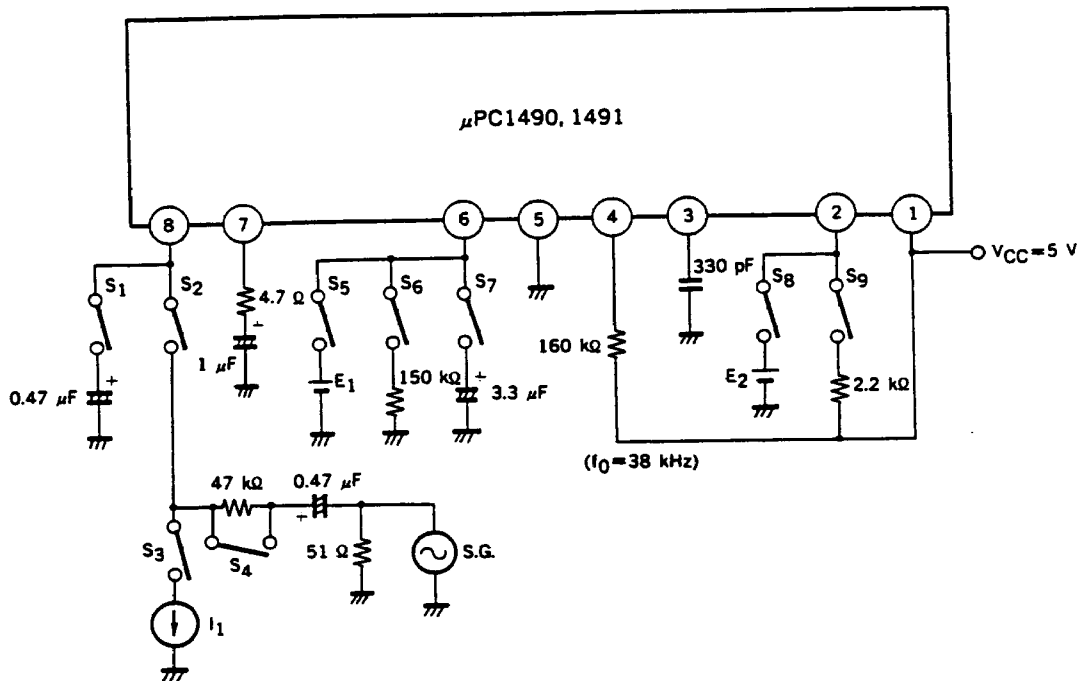 μPC1490, 1491
8 7 6 5 4 3 2 1
VCC=5 V
S1 S2
4.7 Ω
S5 S6 S7
330 pF
S8 S9
0.47 μF
1 μF
E1
150 kΩ
3.3 μF
160 kΩ
E2
2.2 kΩ
(f0=38 kHz)
47 kΩ
0.47 μF
S3
S4
51 Ω
S.G.
I1